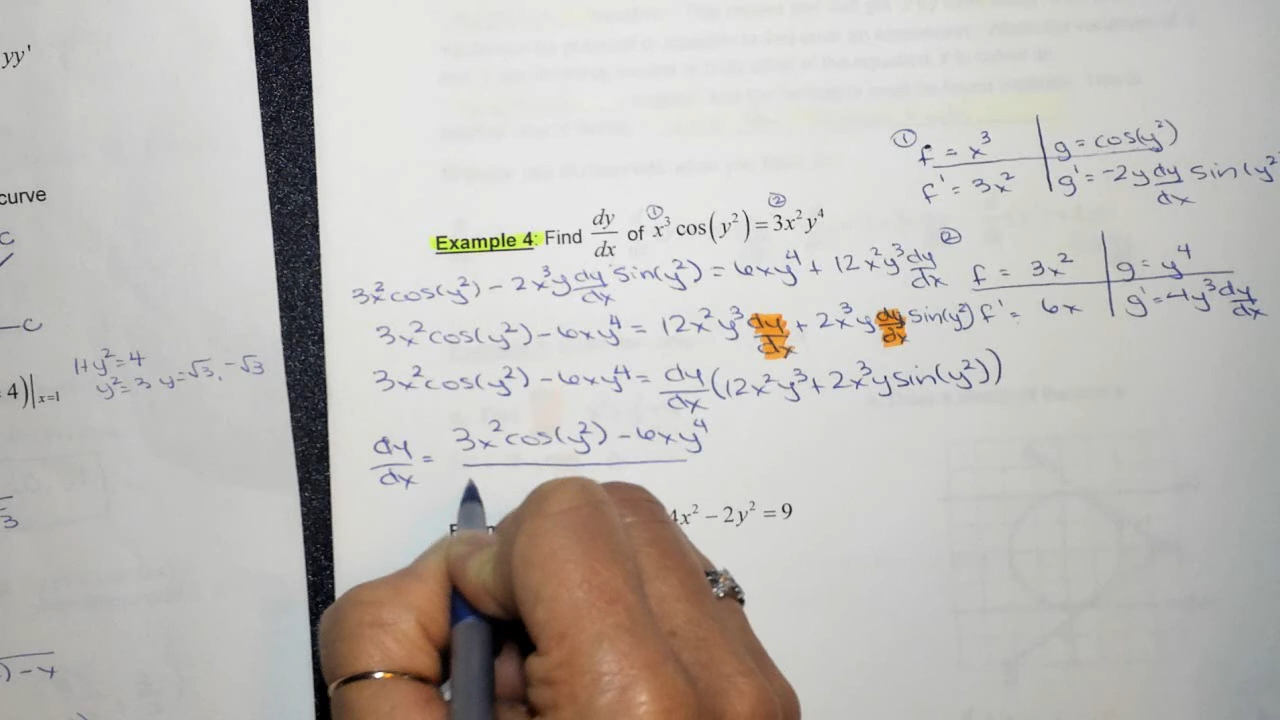 yy'
curve
c
— c
4)|ₓ₌₁
1+y²=4
y²=3 y=√3, -√3
) - x
① f = x³ | g = cos(y²)
f' = 3x² | g' = -2y dy/dx sin(y²
① ②
Example 4: Find dy/dx of x³ cos(y²) = 3x²y⁴
3x²cos(y²) - 2x³y dy/dx sin(y²) = 6xy⁴ + 12x²y³ dy/dx
② f = 3x² | g = y⁴
f' = 6x | g' = 4y³ dy/dx
3x²cos(y²) - 6xy⁴ = 12x²y³ dy/dx + 2x³y dy/dx sin(y²)
3x²cos(y²) - 6xy⁴ = dy/dx (12x²y³ + 2x³y sin(y²))
dy/dx = 3x²cos(y²) - 6xy⁴
4x² - 2y² = 9